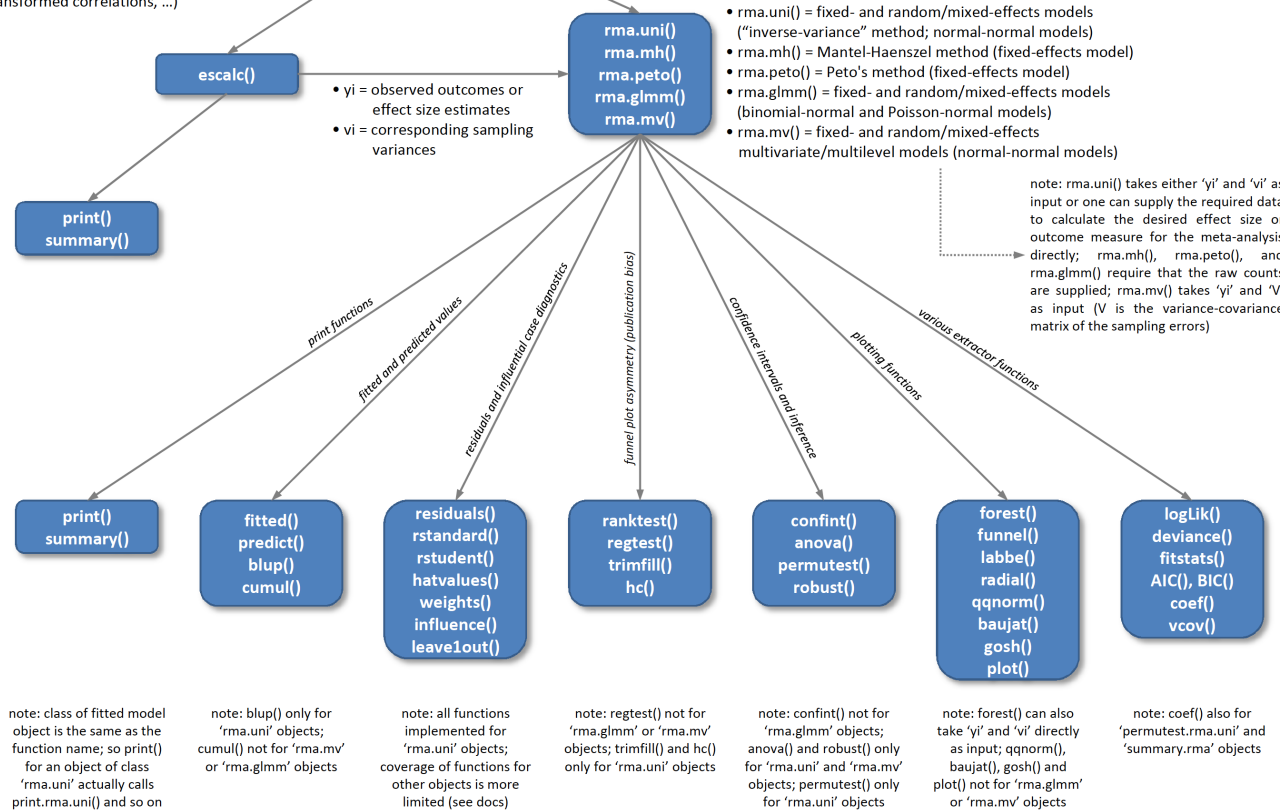 ansformed correlations, ...)
escalc()
• yi = observed outcomes or
effect size estimates
• vi = corresponding sampling
variances
rma.uni()
rma.mh()
rma.peto()
rma.glmm()
rma.mv()
• rma.uni() = fixed- and random/mixed-effects models
(“inverse-variance” method; normal-normal models)
• rma.mh() = Mantel-Haenszel method (fixed-effects model)
• rma.peto() = Peto's method (fixed-effects model)
• rma.glmm() = fixed- and random/mixed-effects models
(binomial-normal and Poisson-normal models)
• rma.mv() = fixed- and random/mixed-effects
multivariate/multilevel models (normal-normal models)
note: rma.uni() takes either ‘yi’ and ‘vi’ as
input or one can supply the required data
to calculate the desired effect size or
outcome measure for the meta-analysis
directly; rma.mh(), rma.peto(), and
rma.glmm() require that the raw counts
are supplied; rma.mv() takes ‘yi’ and ‘V’
as input (V is the variance-covariance
matrix of the sampling errors)
print()
summary()
print functions
fitted and predicted values
residuals and influential case diagnostics
funnel plot asymmetry (publication bias)
confidence intervals and inference
plotting functions
various extractor functions
print()
summary()
fitted()
predict()
blup()
cumul()
residuals()
rstandard()
rstudent()
hatvalues()
weights()
influence()
leave1out()
ranktest()
regtest()
trimfill()
hc()
confint()
anova()
permutest()
robust()
forest()
funnel()
labbe()
radial()
qqnorm()
baujat()
gosh()
plot()
logLik()
deviance()
fitstats()
AIC(), BIC()
coef()
vcov()
note: class of fitted model
object is the same as the
function name; so print()
for an object of class
‘rma.uni’ actually calls
print.rma.uni() and so on
note: blup() only for
‘rma.uni’ objects;
cumul() not for ‘rma.mv’
or ‘rma.glmm’ objects
note: all functions
implemented for
‘rma.uni’ objects;
coverage of functions for
other objects is more
limited (see docs)
note: regtest() not for
‘rma.glmm’ or ‘rma.mv’
objects; trimfill() and hc()
only for ‘rma.uni’ objects
note: confint() not for
‘rma.glmm’ objects;
anova() and robust() only
for ‘rma.uni’ and ‘rma.mv’
objects; permutest() only
for ‘rma.uni’ objects
note: forest() can also
take ‘yi’ and ‘vi’ directly
as input; qqnorm(),
baujat(), gosh() and
plot() not for ‘rma.glmm’
or ‘rma.mv’ objects
note: coef() also for
‘permutest.rma.uni’ and
‘summary.rma’ objects